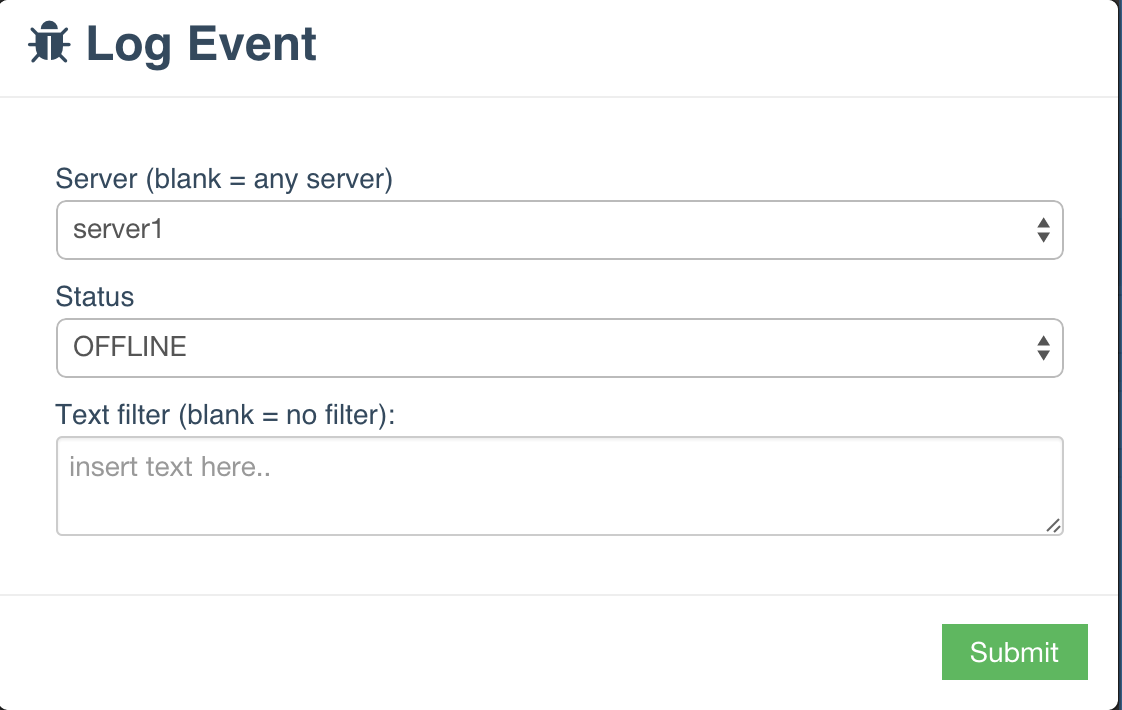 Log Event
Server (blank = any server)
server1
Status
OFFLINE
Text filter (blank = no filter):
insert text here..
Submit